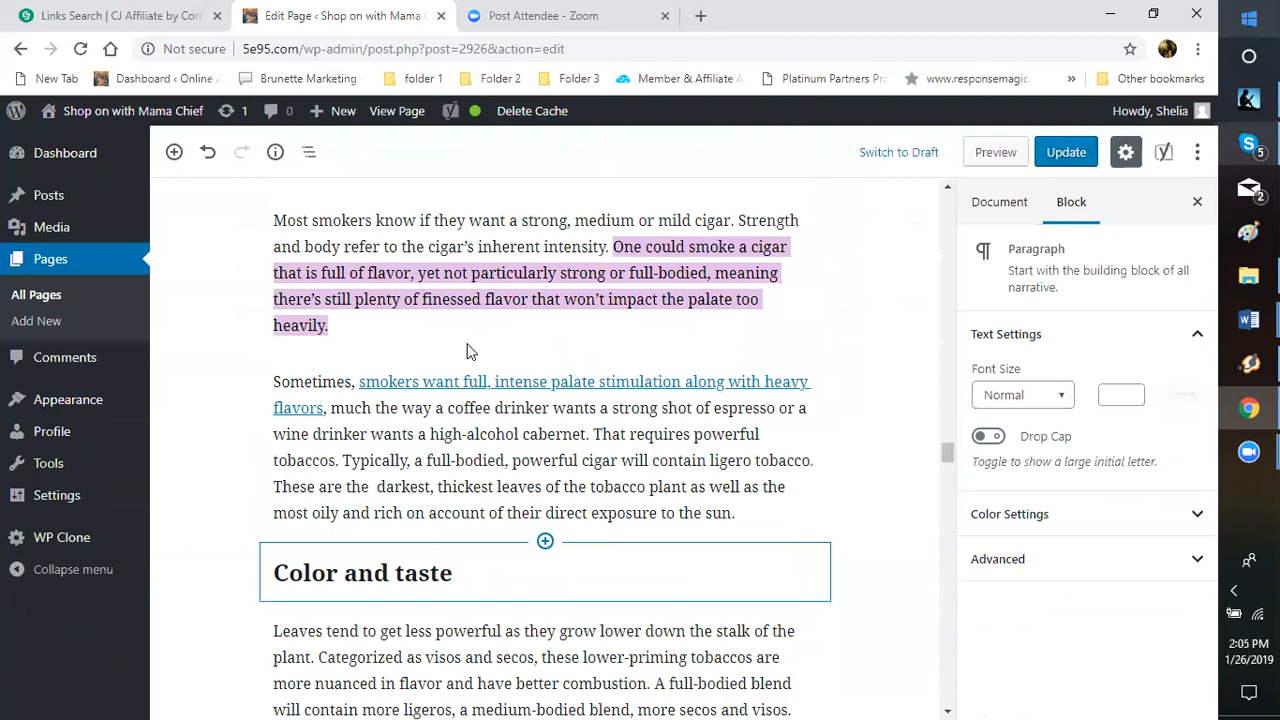 Links Search | CJ Affiliate by Com
Edit Page ‹ Shop on with Mama
Post Attendee - Zoom
Not secure
5e95.com/wp-admin/post.php?post=2926&action=edit
New Tab
Dashboard ‹ Online
Brunette Marketing
folder 1
Folder 2
Folder 3
Member & Affiliate
Platinum Partners Pr
www.responsemagic.
»
Other bookmarks
Shop on with Mama Chief
1
0
New
View Page
Delete Cache
Howdy, Shelia
Dashboard
Posts
Media
Pages
All Pages
Add New
Comments
Appearance
Profile
Tools
Settings
WP Clone
Collapse menu
Switch to Draft
Preview
Update
Most smokers know if they want a strong, medium or mild cigar. Strength
and body refer to the cigar’s inherent intensity. One could smoke a cigar
that is full of flavor, yet not particularly strong or full-bodied, meaning
there’s still plenty of finessed flavor that won’t impact the palate too
heavily.
Sometimes, smokers want full, intense palate stimulation along with heavy
flavors, much the way a coffee drinker wants a strong shot of espresso or a
wine drinker wants a high-alcohol cabernet. That requires powerful
tobaccos. Typically, a full-bodied, powerful cigar will contain ligero tobacco.
These are the  darkest, thickest leaves of the tobacco plant as well as the
most oily and rich on account of their direct exposure to the sun.
Color and taste
Leaves tend to get less powerful as they grow lower down the stalk of the
plant. Categorized as visos and secos, these lower-priming tobaccos are
more nuanced in flavor and have better combustion. A full-bodied blend
will contain more ligeros, a medium-bodied blend, more secos and visos.
Document
Block
Paragraph
Start with the building block of all
narrative.
Text Settings
Font Size
Normal
Drop Cap
Toggle to show a large initial letter.
Color Settings
Advanced
5
2
2:05 PM
1/26/2019